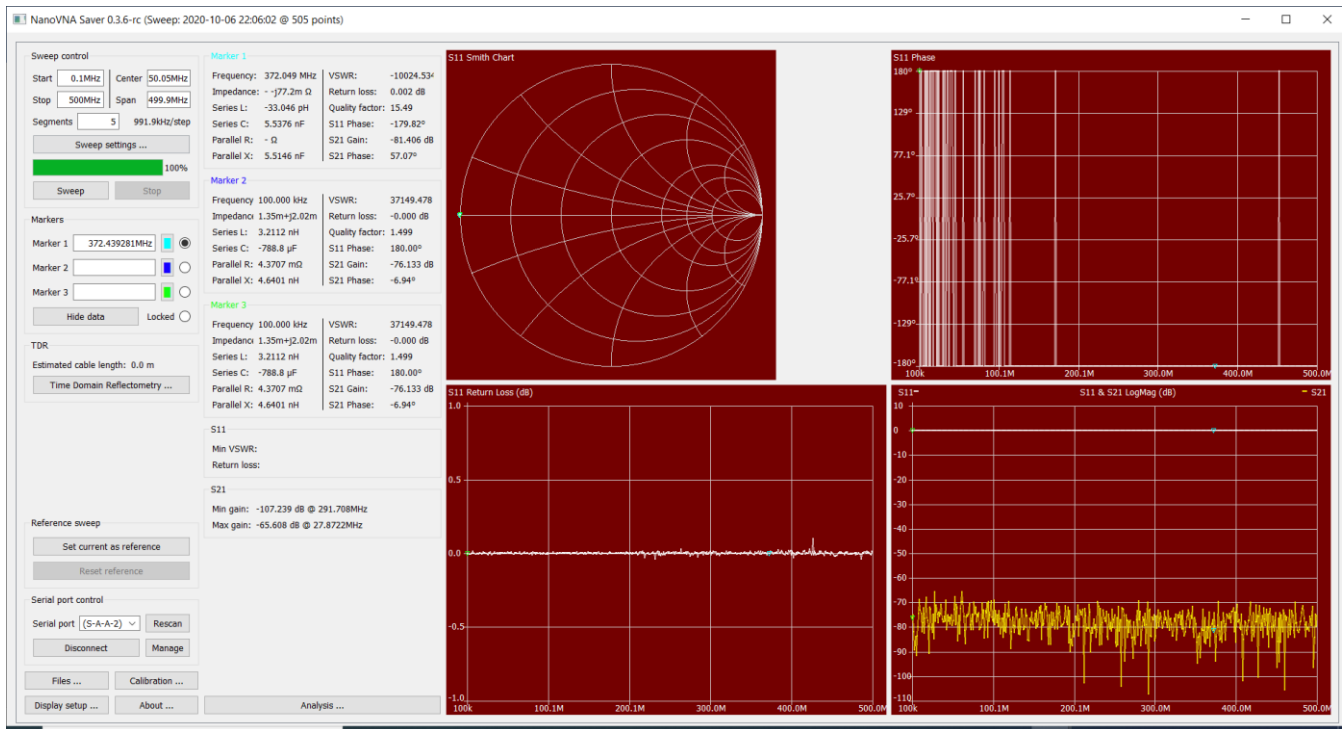 NanoVNA Saver 0.3.6-rc (Sweep: 2020-10-06 22:06:02 @ 505 points)
Sweep control
Start 0.1MHz Center 50.05MHz
Stop 500MHz Span 499.9MHz
Segments 5 991.9kHz/step
Sweep settings ...
100%
Sweep Stop
Markers
Marker 1 372.439281MHz
Marker 2
Marker 3
Hide data Locked
TDR
Estimated cable length: 0.0 m
Time Domain Reflectometry ...
Reference sweep
Set current as reference
Reset reference
Serial port control
Serial port (S-A-A-2) Rescan
Disconnect Manage
Files ... Calibration ...
Display setup ... About ...
Marker 1
Frequency: 372.049 MHz VSWR: -10024.534
Impedance: - -j77.2m Ω Return loss: 0.002 dB
Series L: -33.046 pH Quality factor: 15.49
Series C: 5.5376 nF S11 Phase: -179.82°
Parallel R: - Ω S21 Gain: -81.406 dB
Parallel X: 5.5146 nF S21 Phase: 57.07°
Marker 2
Frequency 100.000 kHz VSWR: 37149.478
Impedance 1.35m+j2.02m Return loss: -0.000 dB
Series L: 3.2112 nH Quality factor: 1.499
Series C: -788.8 µF S11 Phase: 180.00°
Parallel R: 4.3707 mΩ S21 Gain: -76.133 dB
Parallel X: 4.6401 nH S21 Phase: -6.94°
Marker 3
Frequency 100.000 kHz VSWR: 37149.478
Impedance 1.35m+j2.02m Return loss: -0.000 dB
Series L: 3.2112 nH Quality factor: 1.499
Series C: -788.8 µF S11 Phase: 180.00°
Parallel R: 4.3707 mΩ S21 Gain: -76.133 dB
Parallel X: 4.6401 nH S21 Phase: -6.94°
S11
Min VSWR:
Return loss:
S21
Min gain: -107.239 dB @ 291.708MHz
Max gain: -65.608 dB @ 27.8722MHz
Analysis ...
S11 Smith Chart
S11 Phase
180°
129°
77.1°
25.7°
-25.7°
-77.1°
-129°
-180°
100k 100.1M 200.1M 300.0M 400.0M 500.0M
S11 Return Loss (dB)
1.0
0.5
0.0
-0.5
-1.0
100k 100.1M 200.1M 300.0M 400.0M 500.0M
S11 S11 & S21 LogMag (dB) S21
10
0
-10
-20
-30
-40
-50
-60
-70
-80
-90
-100
-110
100k 100.1M 200.1M 300.0M 400.0M 500.0M